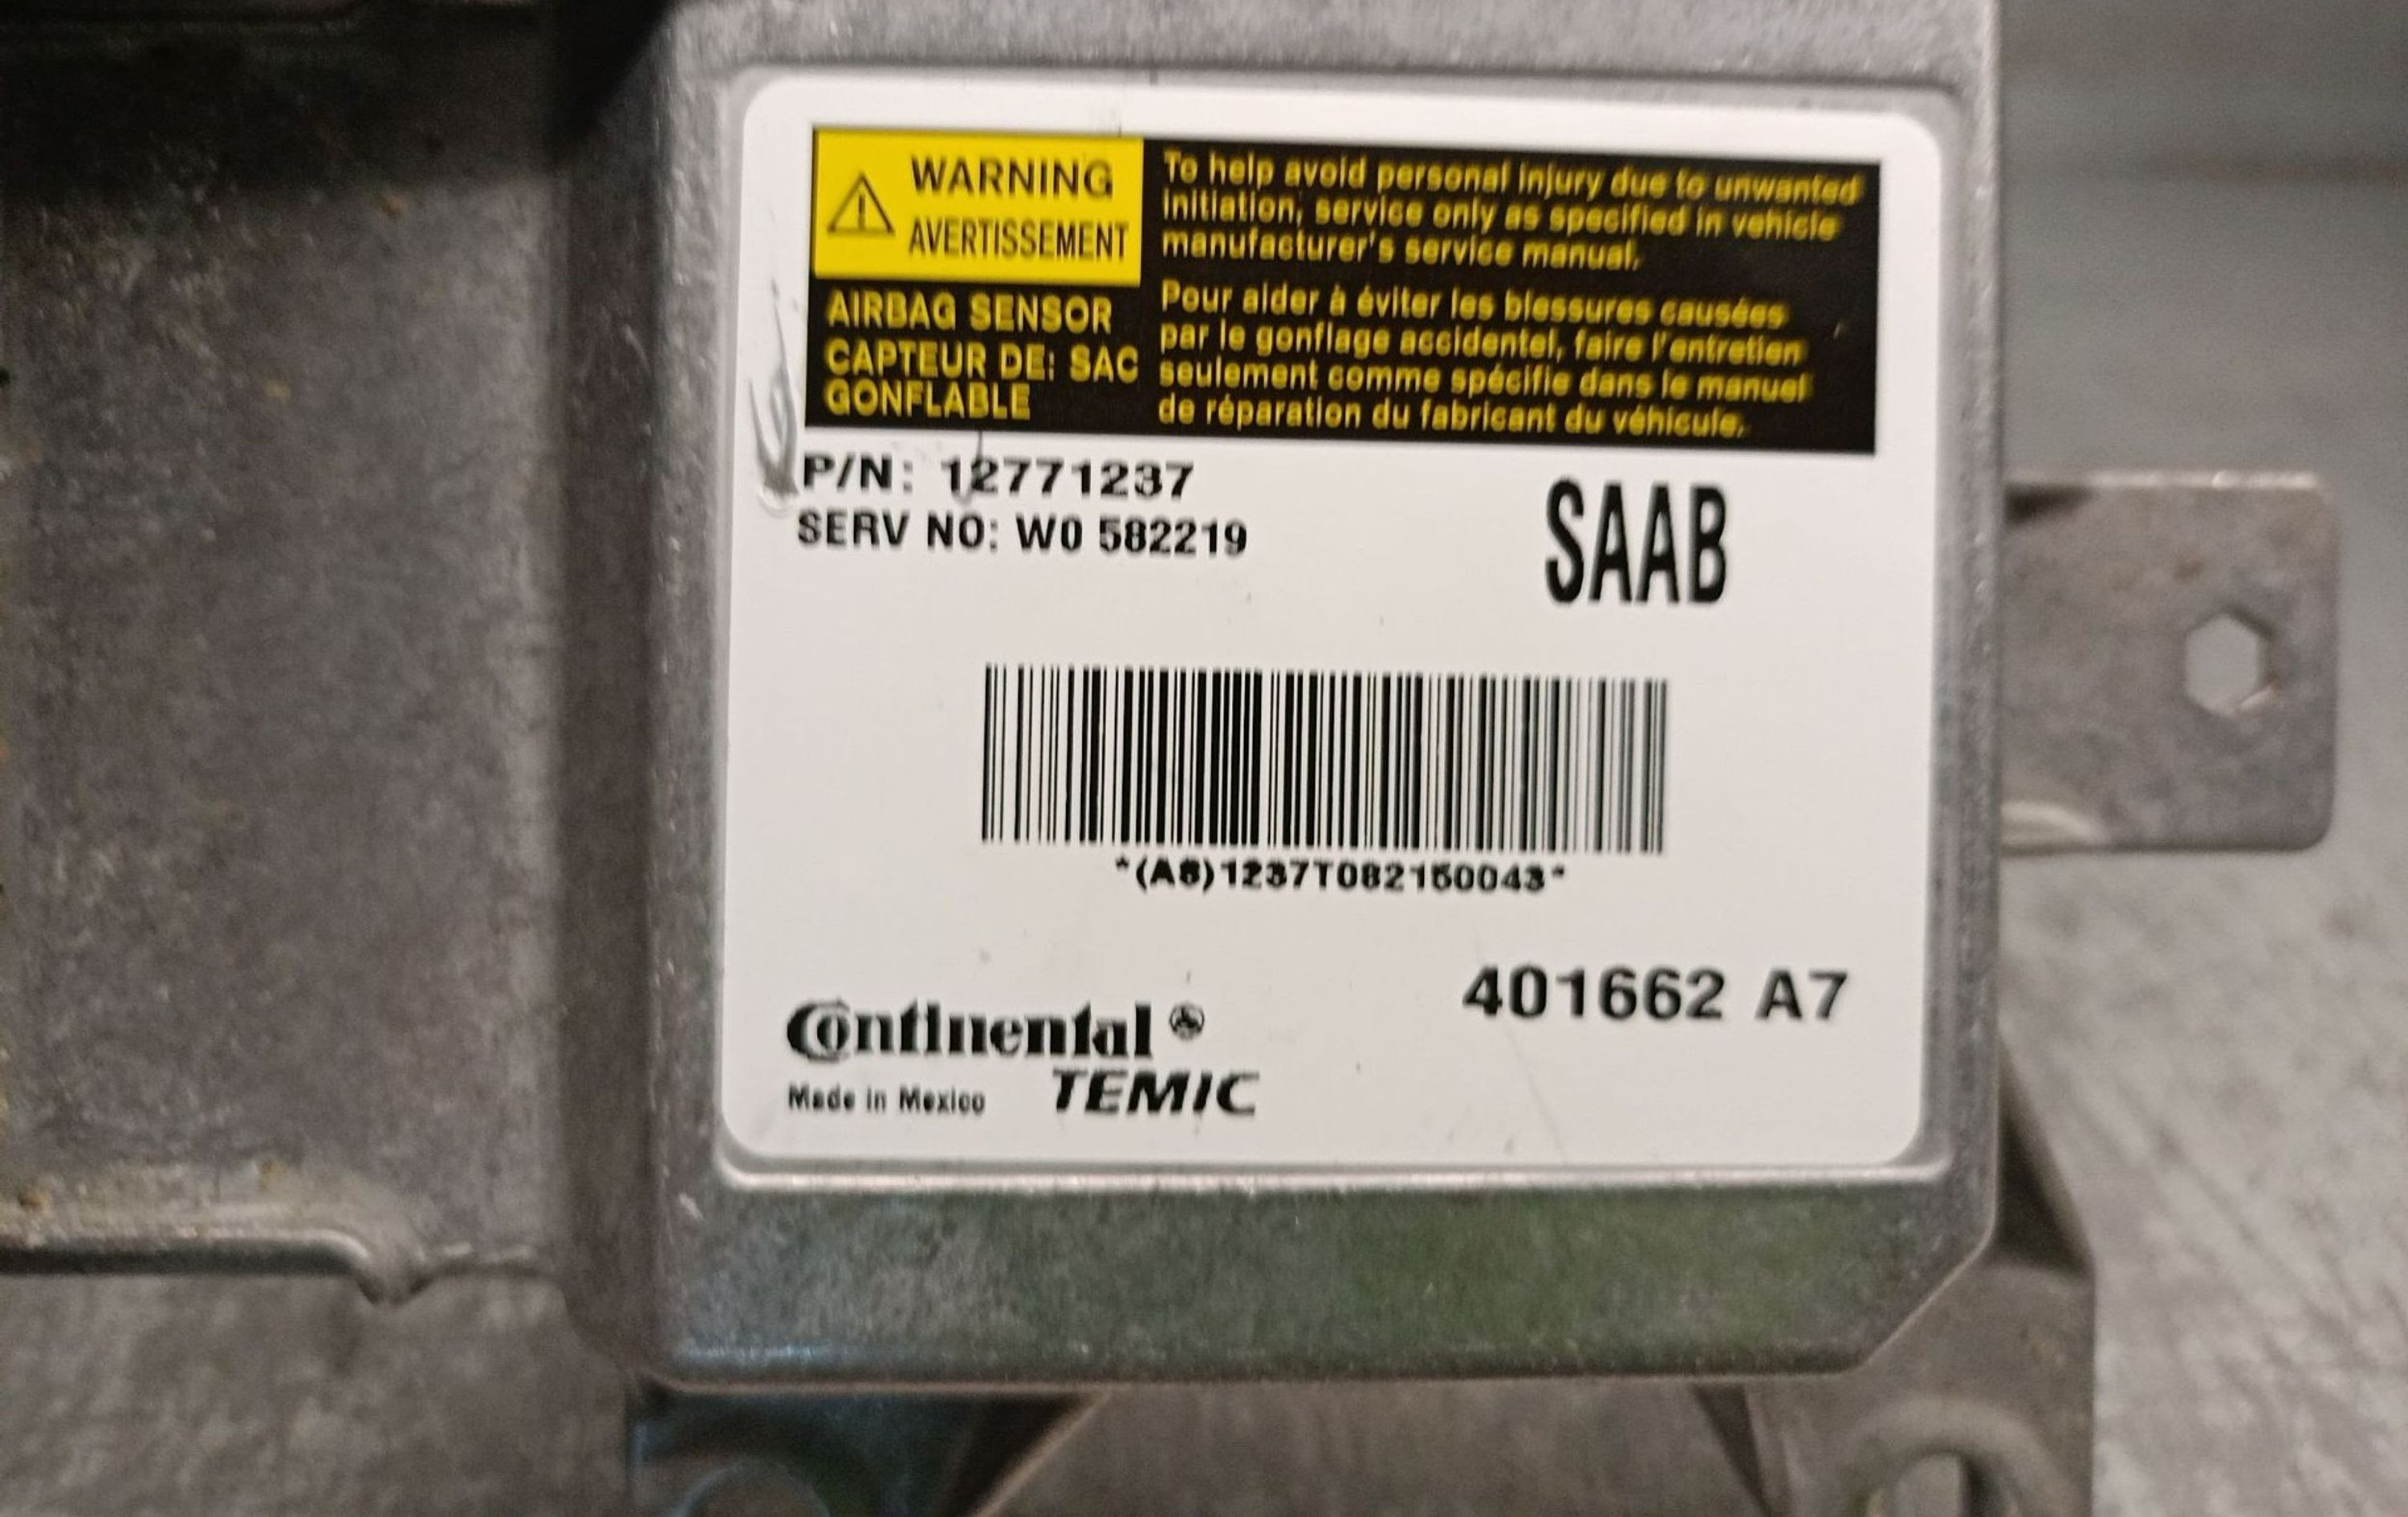 WARNING
AVERTISSEMENT
AIRBAG SENSOR
CAPTEUR DE: SAC
GONFLABLE
To help avoid personal injury due to unwanted
initiation, service only as specified in vehicle
manufacturer's service manual.
Pour aider à éviter les blessures causées
par le gonflage accidentel, faire l'entretien
seulement comme spécifie dans le manuel
de réparation du fabricant du véhicule.
P/N: 12771237
SERV NO: W0 582219
SAAB
*(AS)1237T082150043*
401662 A7
Continental
Made in Mexico TEMIC